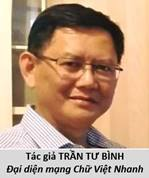 Tác giả TRẦN TƯ BÌNH
Đại diện mạng Chữ Việt Nhanh